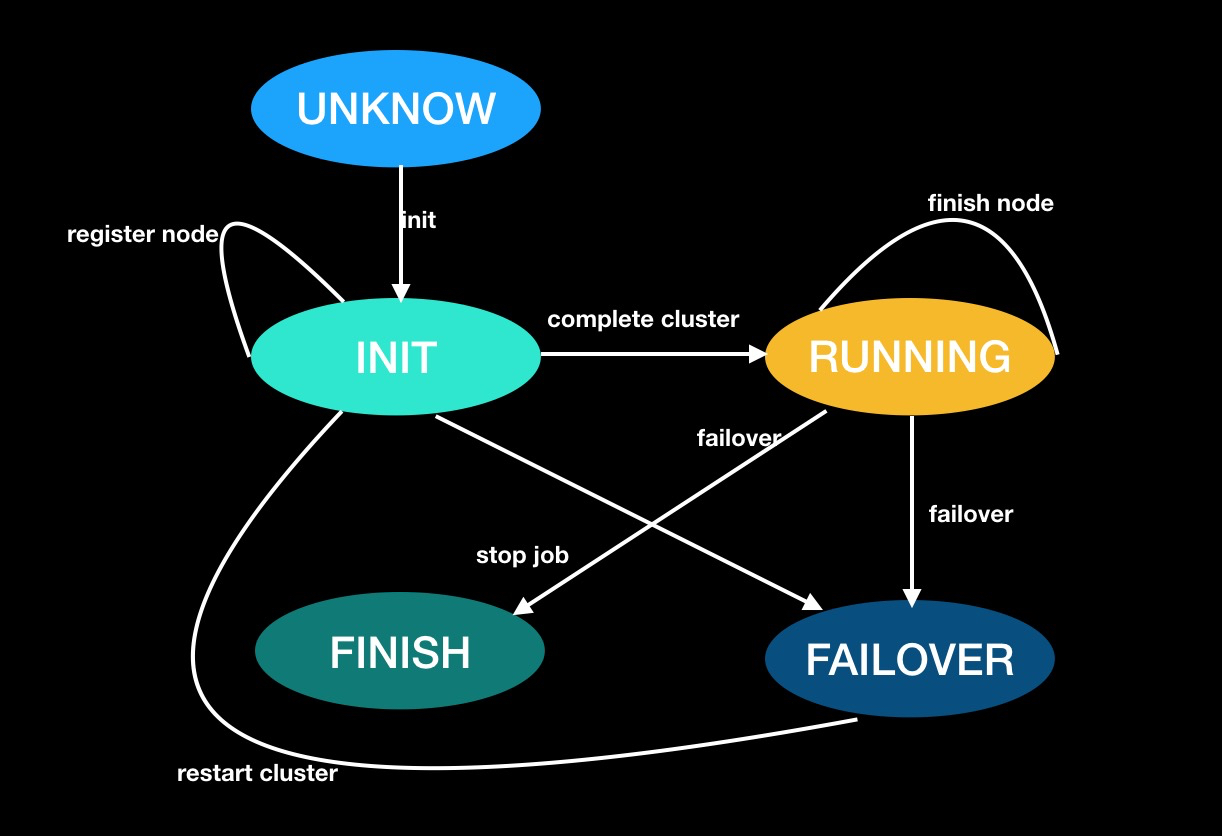 UNKNOW
init
register node
finish node
complete cluster
INIT
RUNNING
failover
failover
stop job
FINISH
FAILOVER
restart cluster